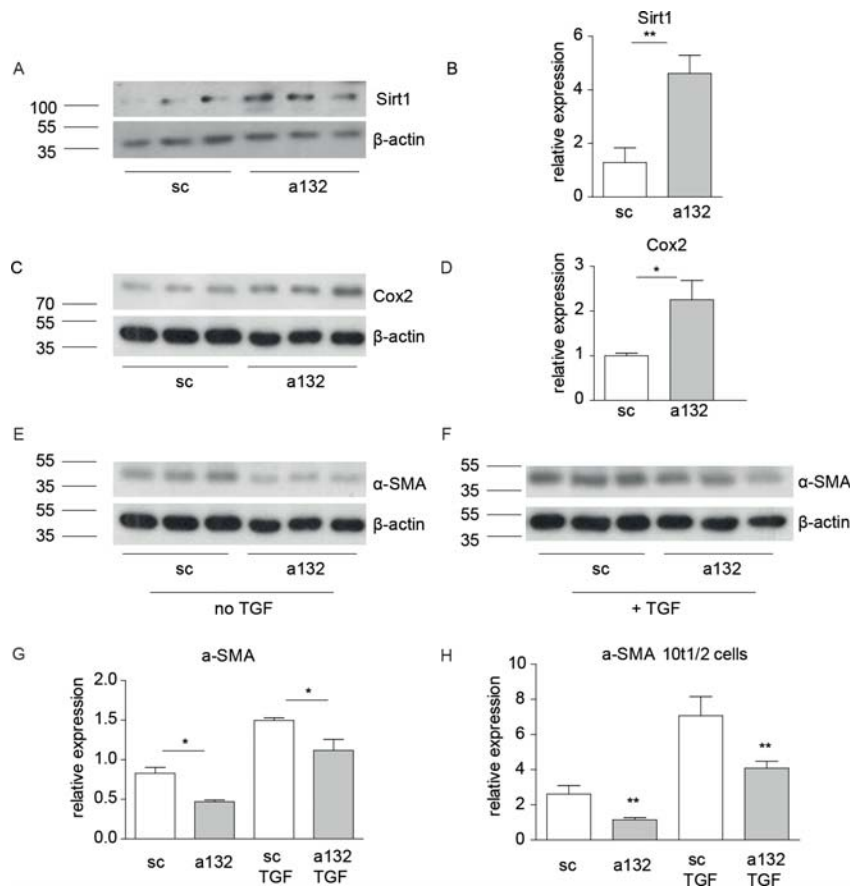 A
100
55
35
Sirt1
β-actin
sc
a132
B
Sirt1
relative expression
6
4
2
0
**
sc
a132
C
70
55
35
Cox2
β-actin
sc
a132
D
Cox2
relative expression
3
2
1
0
*
sc
a132
E
55
35
55
35
α-SMA
β-actin
sc
a132
no TGF
F
55
35
55
35
α-SMA
β-actin
sc
a132
+ TGF
G
a-SMA
relative expression
1.5
1.0
0.5
0.0
*
*
sc
a132
sc
TGF
a132
TGF
H
a-SMA 10t1/2 cells
relative expression
10
8
6
4
2
0
**
**
sc
a132
sc
TGF
a132
TGF